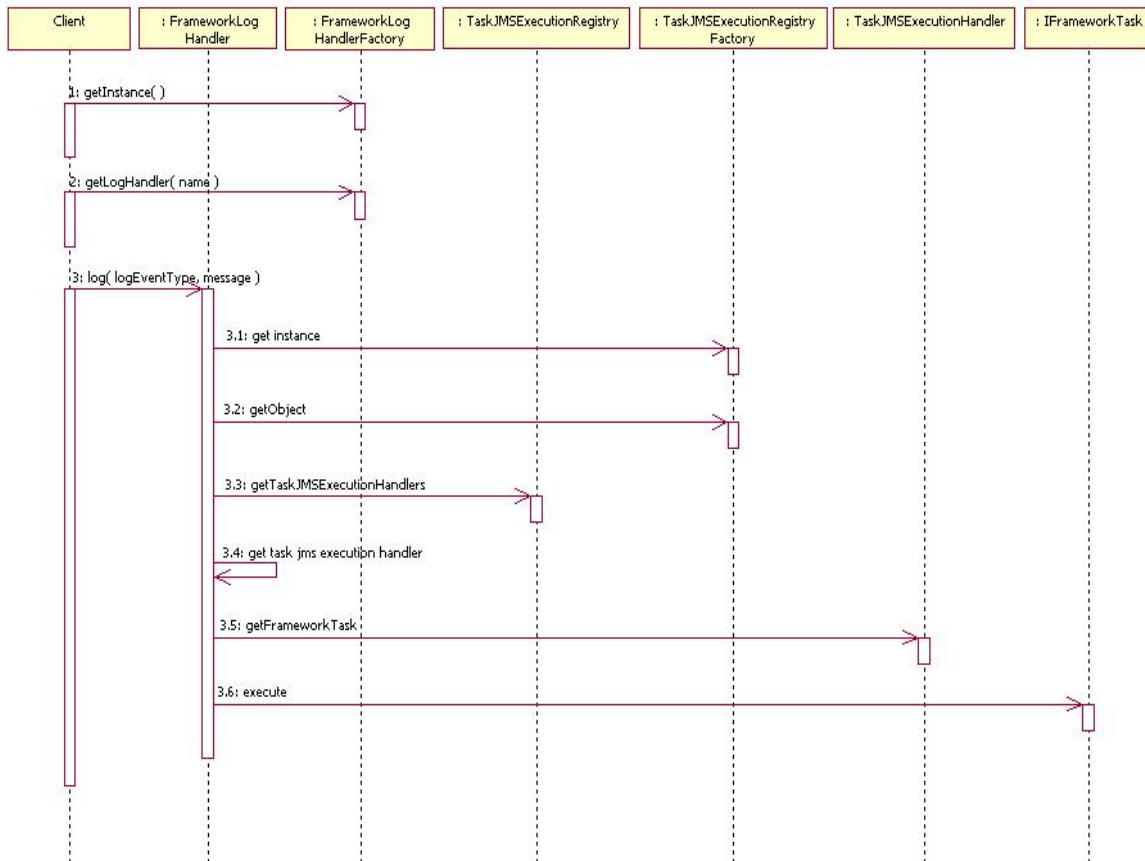 Client
: FrameworkLog
Handler
: FrameworkLog
HandlerFactory
: TaskJMSExecutionRegistry
: TaskJMSExecutionRegistry
Factory
: TaskJMSExecutionHandler
: IFrameworkTask
1: getInstance( )
2: getLogHandler( name )
3: log( logEventType, message )
3.1: get instance
3.2: getObject
3.3: getTaskJMSExecutionHandlers
3.4: get task jms execution handler
3.5: getFrameworkTask
3.6: execute